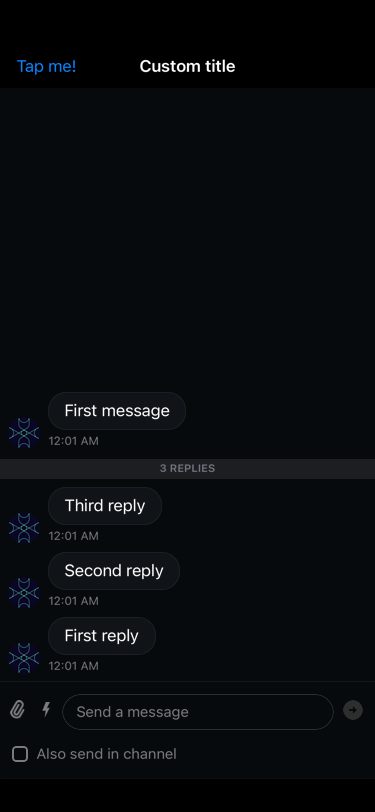 Tap me!
Custom title
First message
12:01 AM
3 REPLIES
Third reply
12:01 AM
Second reply
12:01 AM
First reply
12:01 AM
Send a message
Also send in channel